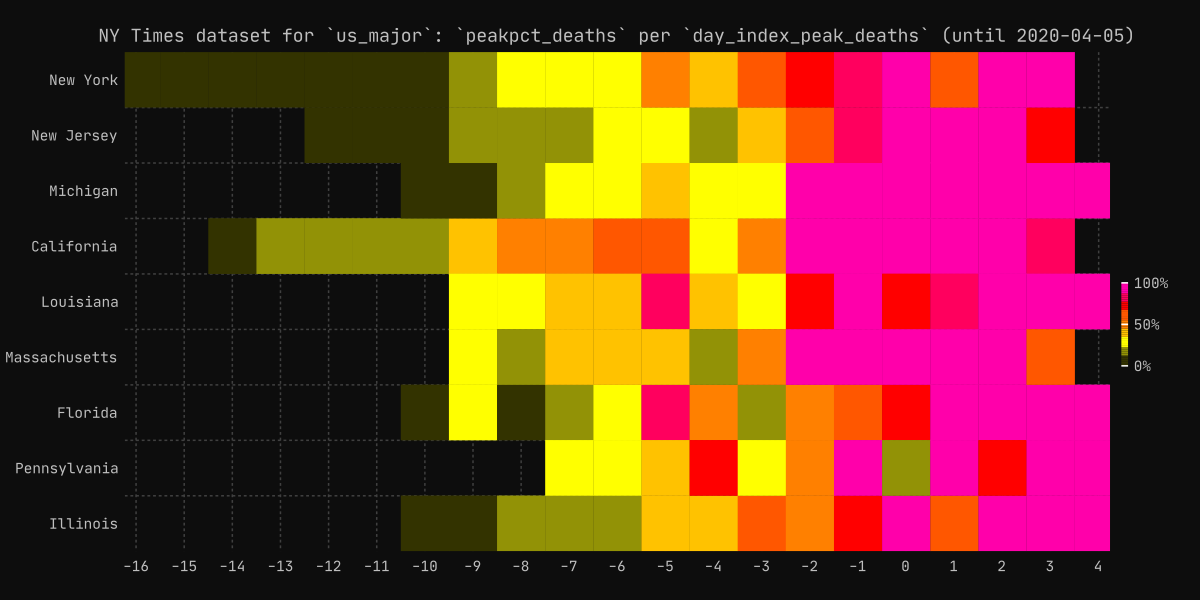 NY Times dataset for `us_major`: `peakpct_deaths` per `day_index_peak_deaths` (until 2020-04-05)
New York
New Jersey
Michigan
California
Louisiana
Massachusetts
Florida
Pennsylvania
Illinois
100%
50%
0%
-16 -15 -14 -13 -12 -11 -10 -9 -8 -7 -6 -5 -4 -3 -2 -1 0 1 2 3 4